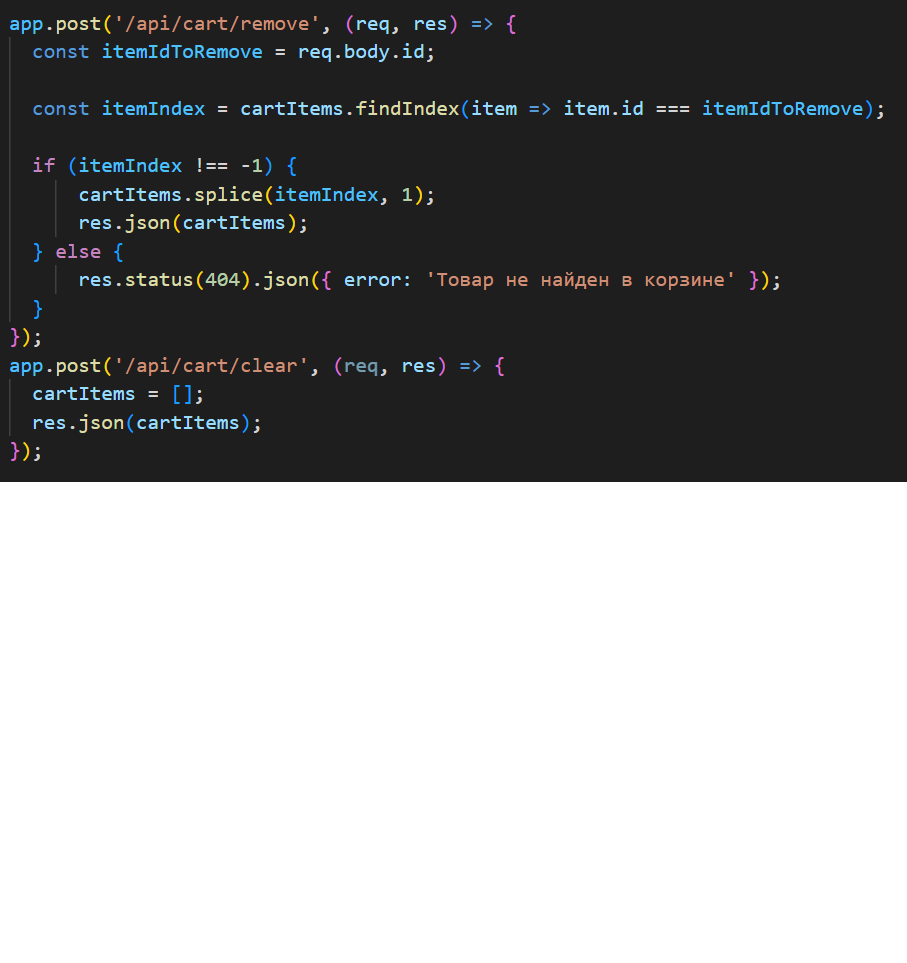 app.post('/api/cart/remove', (req, res) => {
  const itemIdToRemove = req.body.id;

  const itemIndex = cartItems.findIndex(item => item.id === itemIdToRemove);

  if (itemIndex !== -1) {
      cartItems.splice(itemIndex, 1);
      res.json(cartItems);
  } else {
      res.status(404).json({ error: 'Товар не найден в корзине' });
  }
});
app.post('/api/cart/clear', (req, res) => {
  cartItems = [];
  res.json(cartItems);
});